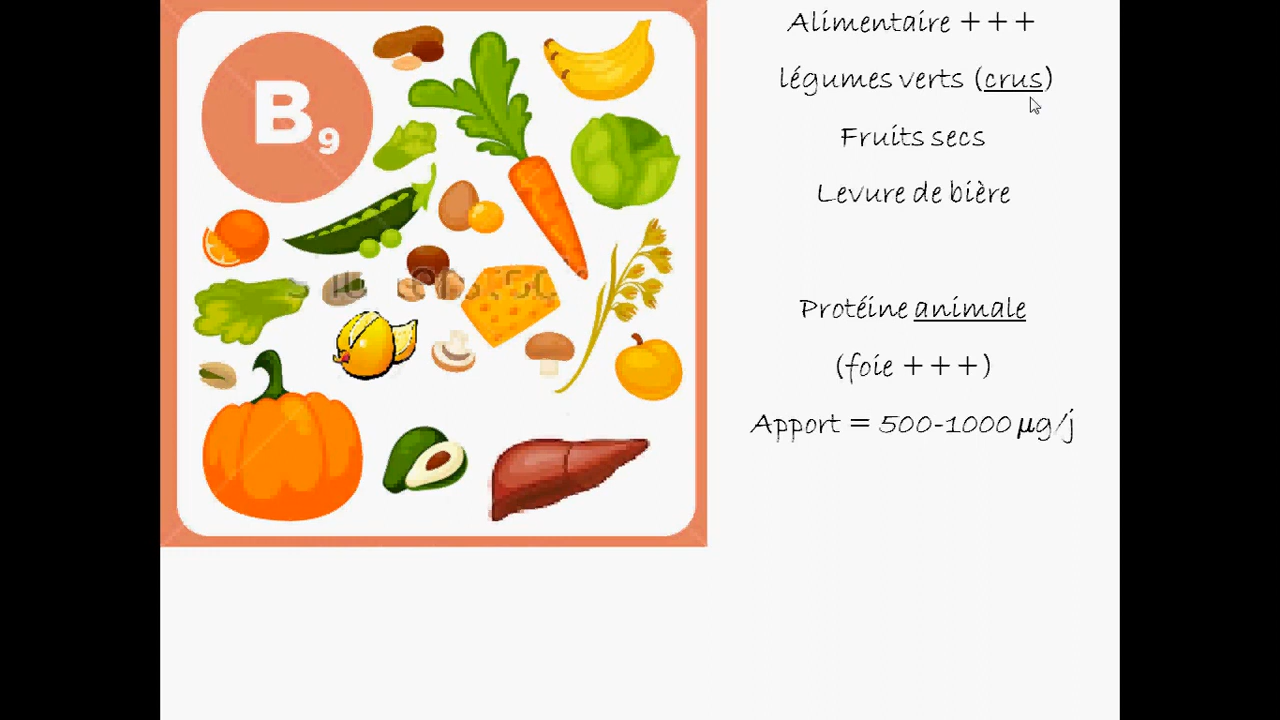 B9
Alimentaire +++
légumes verts (crus)
Fruits secs
Levure de bière
Protéine animale
(foie +++)
Apport = 500-1000 µg/j